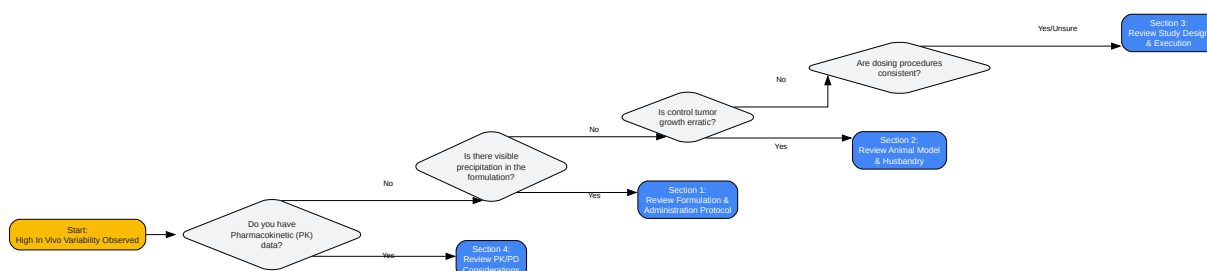 Start:
High In Vivo Variability Observed
Do you have
Pharmacokinetic (PK)
data?
No
Yes
Section 4:
Review PK/PD
Considerations
Is there visible
precipitation in the
formulation?
No
Yes
Section 1:
Review Formulation &
Administration Protocol
Is control tumor
growth erratic?
No
Yes
Section 2:
Review Animal Model
& Husbandry
Are dosing procedures
consistent?
Yes/Unsure
Section 3:
Review Study Design
& Execution